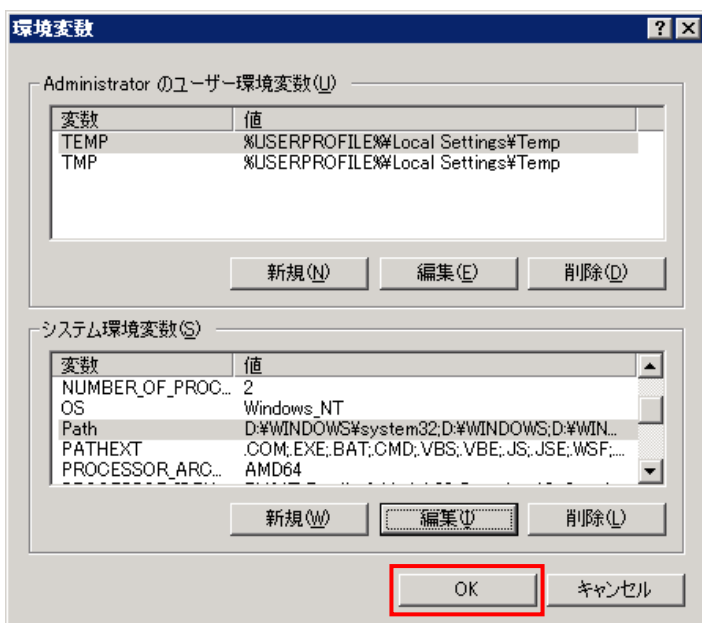 環境変数
Administrator のユーザー環境変数(U)
変数 値
TEMP %USERPROFILE%¥Local Settings¥Temp
TMP %USERPROFILE%¥Local Settings¥Temp
新規(N) 編集(E) 削除(D)
システム環境変数(S)
変数 値
NUMBER_OF_PROC... 2
OS Windows_NT
Path D:¥WINDOWS¥system32;D:¥WINDOWS;D:¥WIN...
PATHEXT .COM;.EXE;.BAT;.CMD;.VBS;.VBE;.JS;.JSE;.WSF;...
PROCESSOR_ARC... AMD64
新規(W) 編集(I) 削除(L)
OK キャンセル